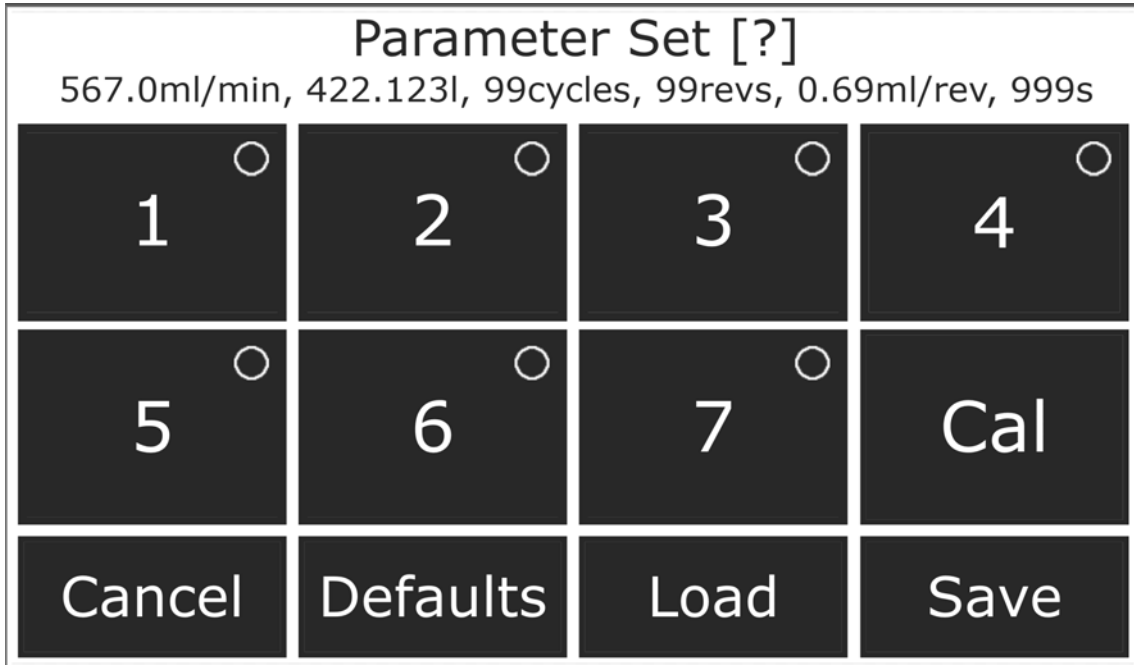 Parameter Set [?]
567.0ml/min, 422.123l, 99cycles, 99revs, 0.69ml/rev, 999s
1 2 3 4
5 6 7 Cal
Cancel Defaults Load Save